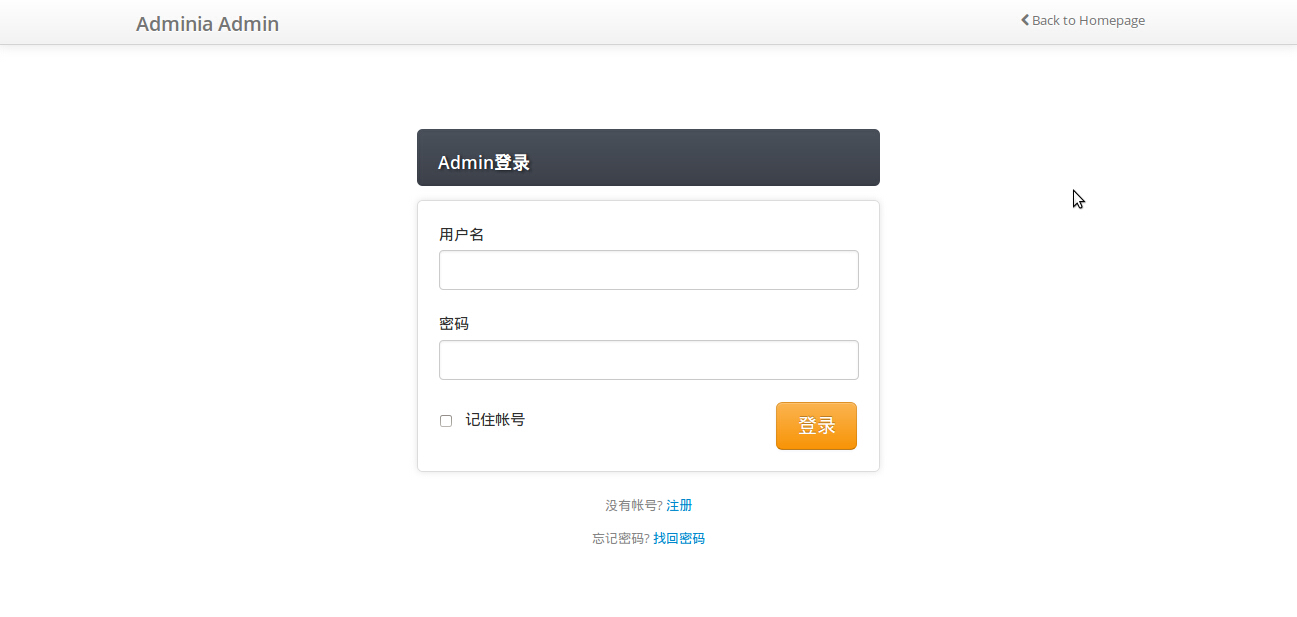 Adminia Admin
Back to Homepage
Admin登录
用户名
密码
记住帐号
登录
没有帐号? 注册
忘记密码? 找回密码